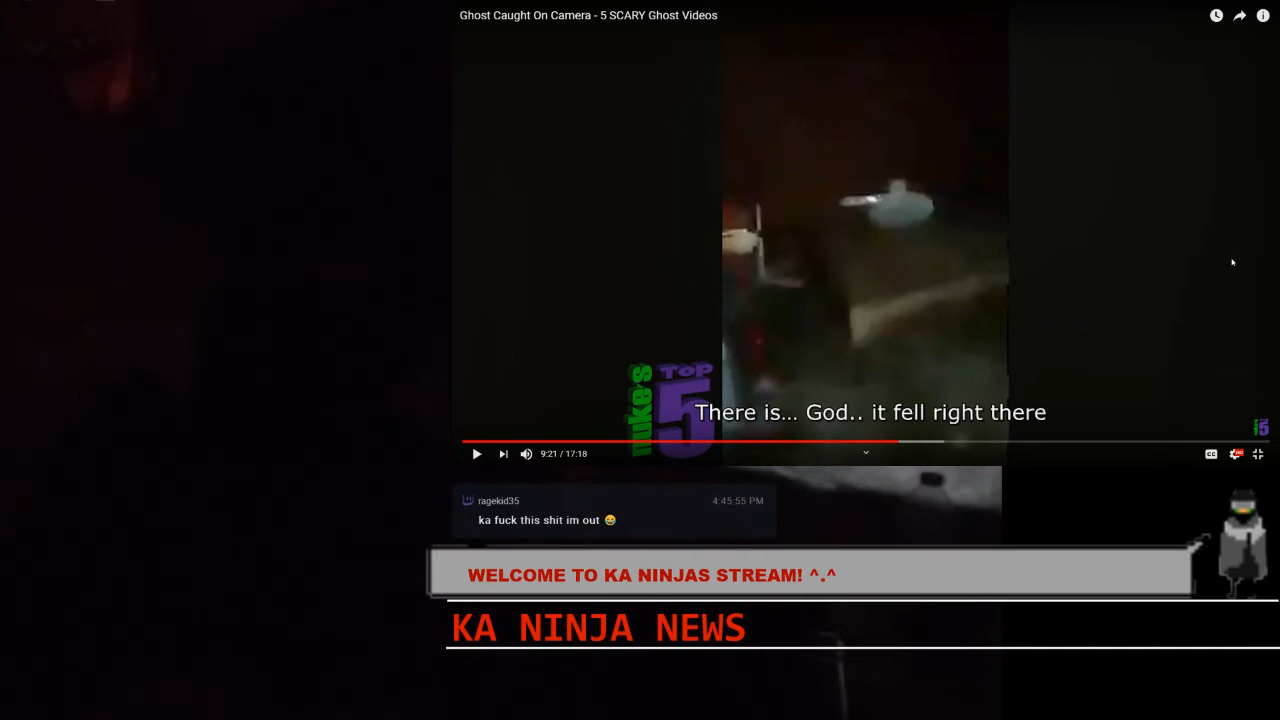 Ghost Caught On Camera - 5 SCARY Ghost Videos
nuke's
Top
5
There is... God.. it fell right there
5
9:21 / 17:18
CC
ragekid35
4:45:55 PM
ka fuck this shit im out 😂
WELCOME TO KA NINJAS STREAM! ^.^
KA NINJA NEWS